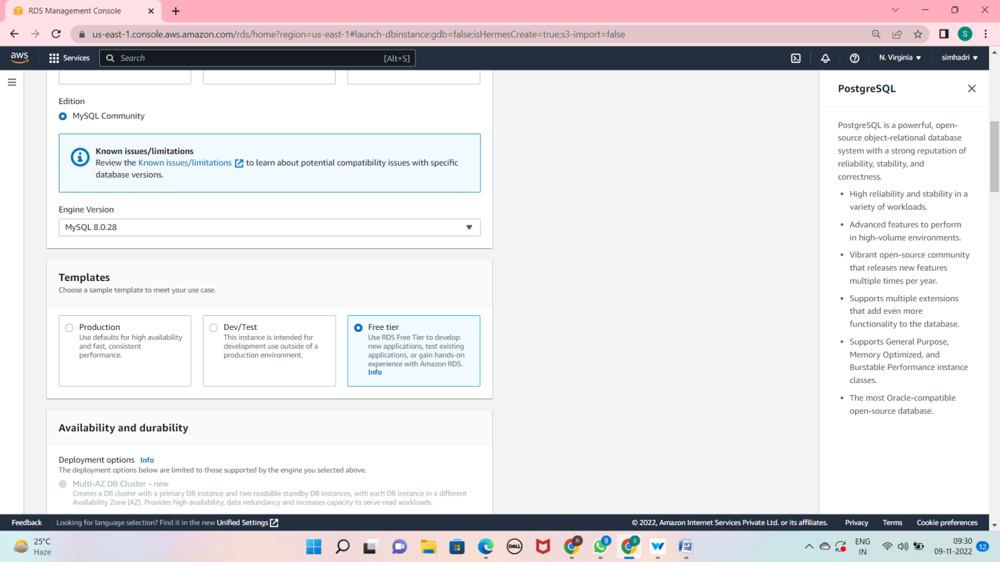 RDS Management Console
us-east-1.console.aws.amazon.com/rds/home?region=us-east-1#launch-dbinstance:gdb=false;isHermesCreate=true;s3-import=false
S
aws
Services
Search
[Alt+S]
N. Virginia
simhadri
Edition
MySQL Community
Known issues/limitations
Review the Known issues/limitations to learn about potential compatibility issues with specific
database versions.
Engine Version
MySQL 8.0.28
Templates
Choose a sample template to meet your use case.
Production
Use defaults for high availability
and fast, consistent
performance.
Dev/Test
This instance is intended for
development use outside of a
production environment.
Free tier
Use RDS Free Tier to develop
new applications, test existing
applications, or gain hands-on
experience with Amazon RDS.
Info
Availability and durability
Deployment options Info
The deployment options below are limited to those supported by the engine you selected above.
Multi-AZ DB Cluster - new
Creates a DB cluster with a primary DB instance and two readable standby DB instances, with each DB instance in a different
Availability Zone (AZ). Provides high availability, data redundancy and increases capacity to serve read workloads.
PostgreSQL
PostgreSQL is a powerful, open-
source object-relational database
system with a strong reputation of
reliability, stability, and
correctness.
• High reliability and stability in a
variety of workloads.
• Advanced features to perform
in high-volume environments.
• Vibrant open-source community
that releases new features
multiple times per year.
• Supports multiple extensions
that add even more
functionality to the database.
• Supports General Purpose,
Memory Optimized, and
Burstable Performance instance
classes.
• The most Oracle-compatible
open-source database.
Feedback
Looking for language selection? Find it in the new Unified Settings
© 2022, Amazon Internet Services Private Ltd. or its affiliates.
Privacy
Terms
Cookie preferences
25°C
Haze
DELL
R
8
S
W
ENG
IN
09:30
09-11-2022
12